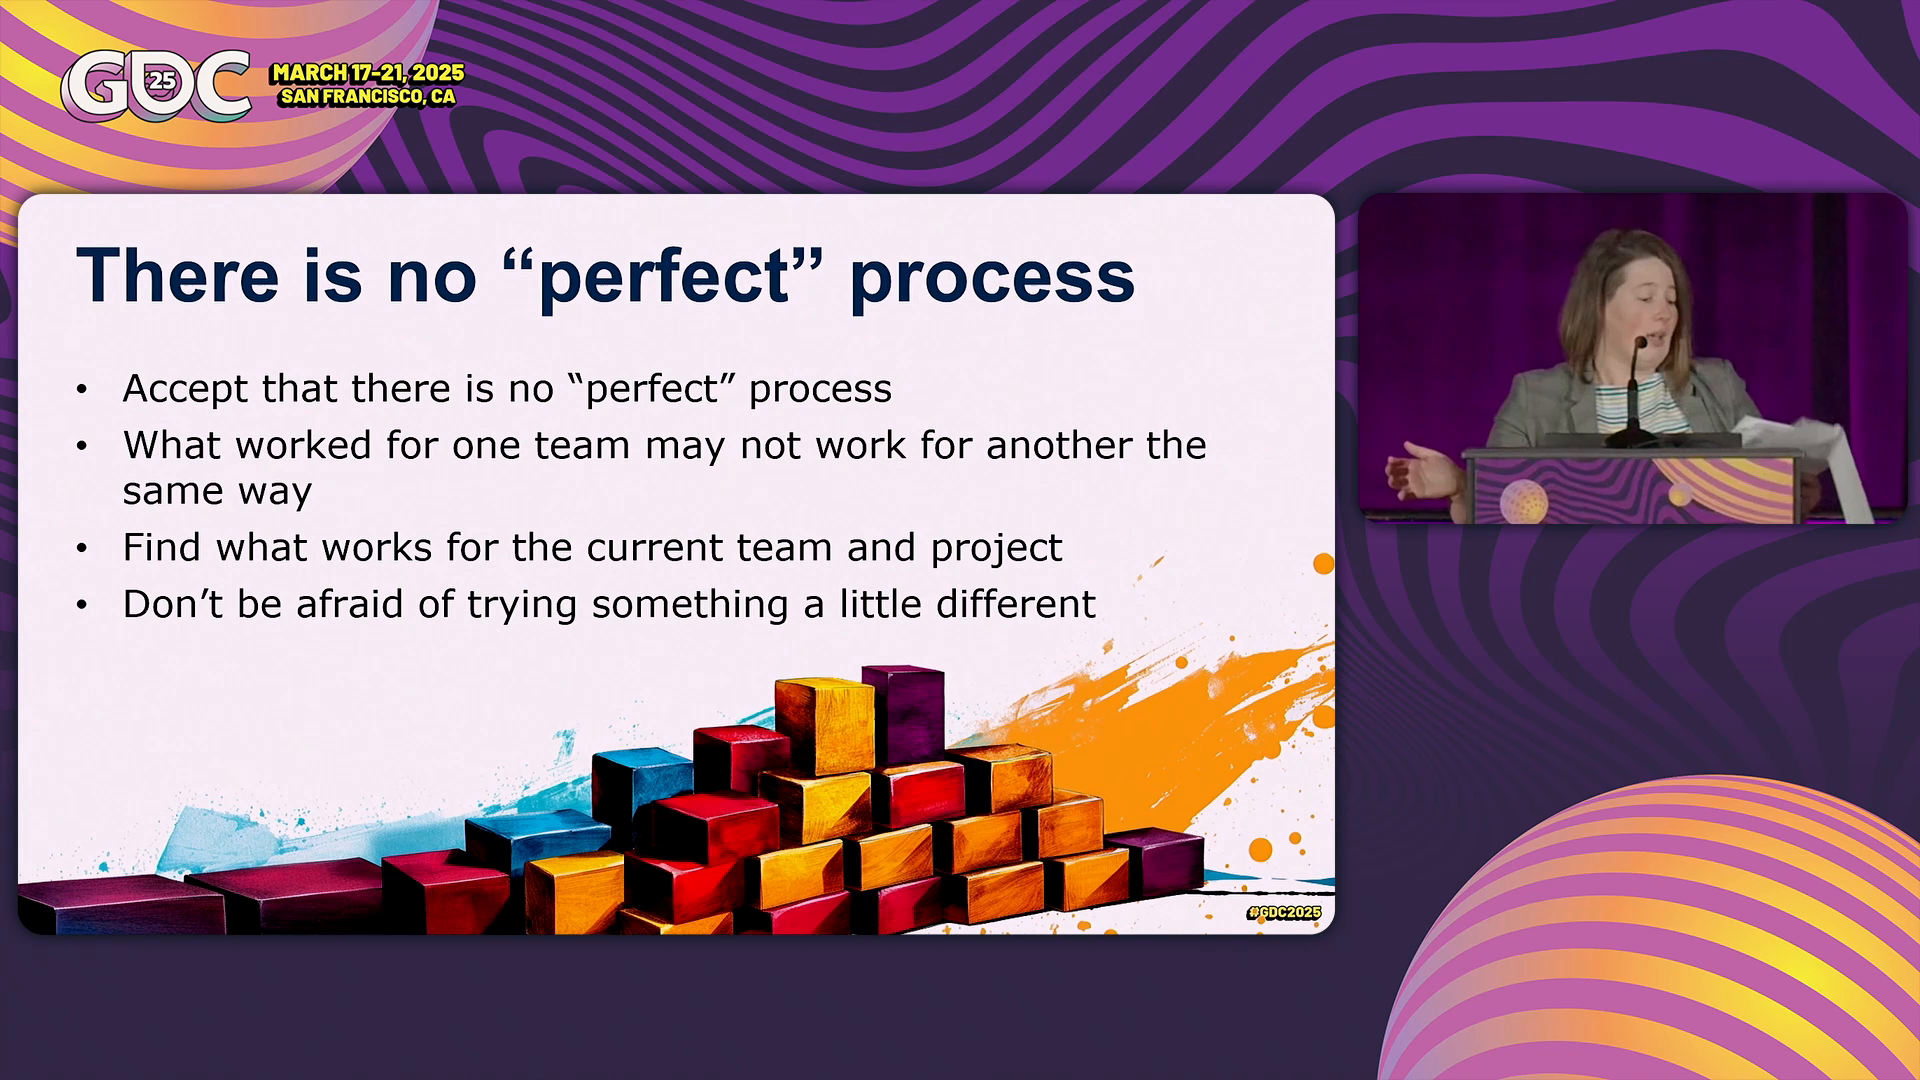 GDC
25
MARCH 17-21, 2025
SAN FRANCISCO, CA
There is no “perfect” process
• Accept that there is no “perfect” process
• What worked for one team may not work for another the
same way
• Find what works for the current team and project
• Don’t be afraid of trying something a little different
#GDC2025